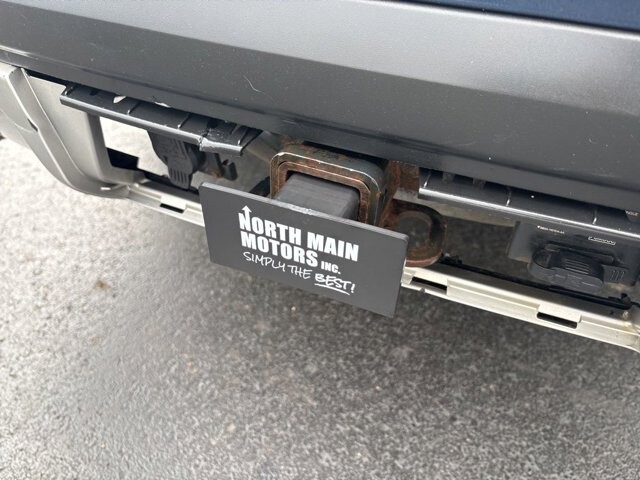 NORTH MAIN
MOTORS INC.
SIMPLY THE BEST!